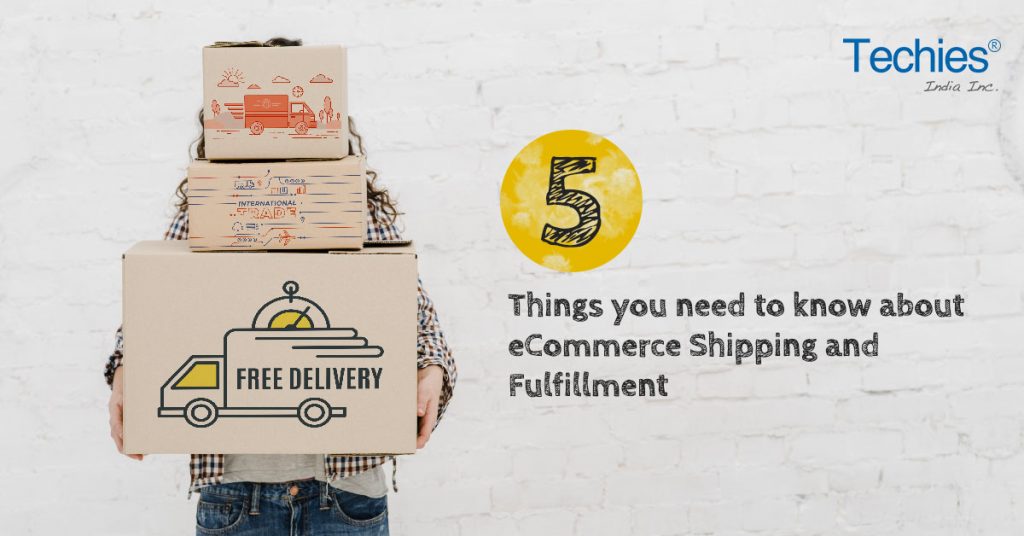 Techies®
India Inc.
5
Things you need to know about
eCommerce Shipping and
Fulfillment
INTERNATIONAL
TRADE
FREE DELIVERY